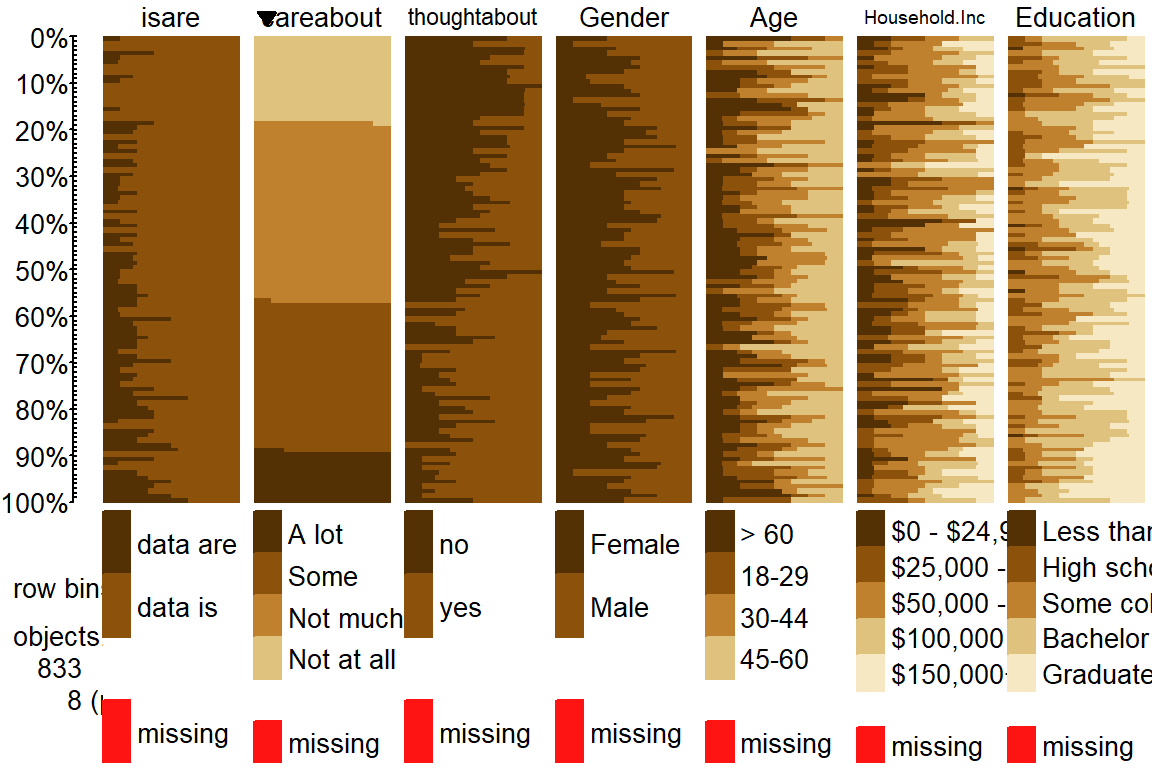 isare
areabout
thoughtabout
Gender
Age
Household.Inc
Education
0%
10%
20%
30%
40%
50%
60%
70%
80%
90%
100%
row bins
objects
833
8 (
data are
data is
missing
A lot
Some
Not much
Not at all
missing
no
yes
missing
Female
Male
missing
> 60
18-29
30-44
45-60
missing
$0 - $24,9
$25,000 -
$50,000 -
$100,000
$150,000
missing
Less than
High scho
Some col
Bachelor
Graduate
missing